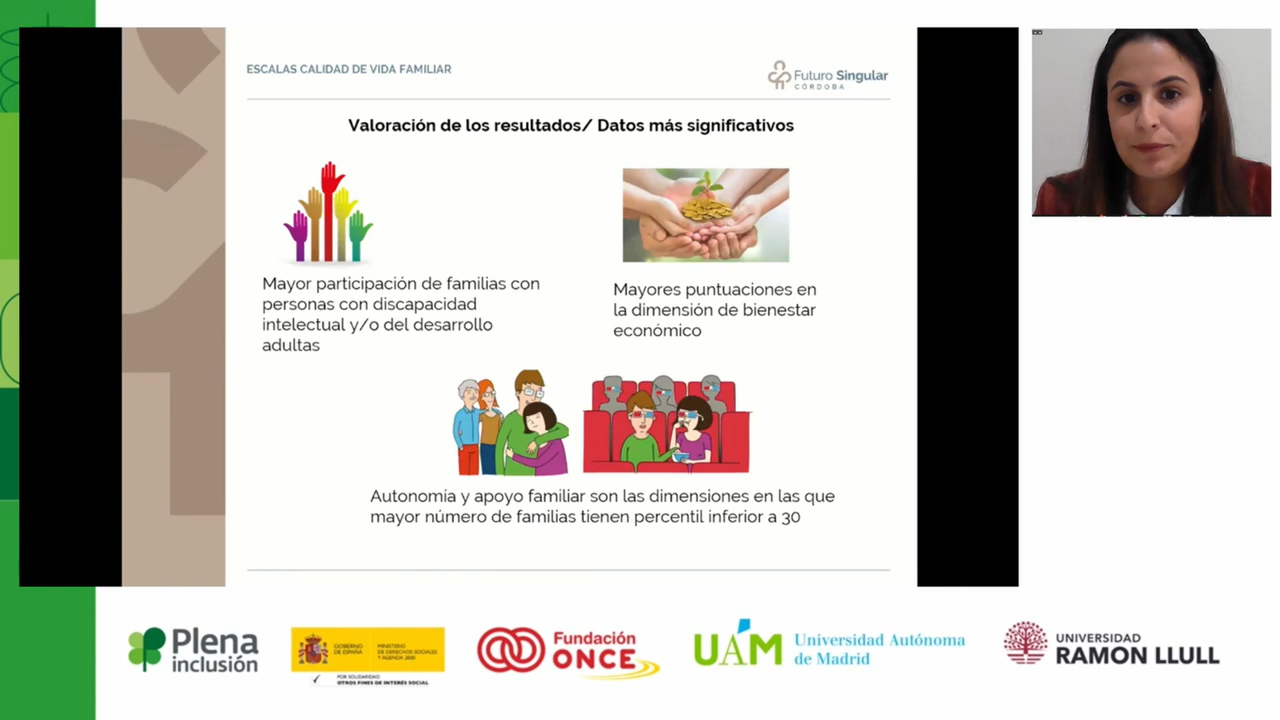 ESCALAS CALIDAD DE VIDA FAMILIAR
Futuro Singular
CÓRDOBA
Valoración de los resultados/ Datos más significativos
Mayor participación de familias con
personas con discapacidad
intelectual y/o del desarrollo
adultas
Mayores puntuaciones en
la dimensión de bienestar
económico
Autonomía y apoyo familiar son las dimensiones en las que
mayor número de familias tienen percentil inferior a 30
Plena
inclusión
GOBIERNO
DE ESPAÑA
MINISTERIO
DE DERECHOS SOCIALES
Y AGENDA 2030
POR SOLIDARIDAD
OTROS FINES DE INTERÉS SOCIAL
Fundación
ONCE
UAM
Universidad Autónoma
de Madrid
UNIVERSIDAD
RAMON LLULL